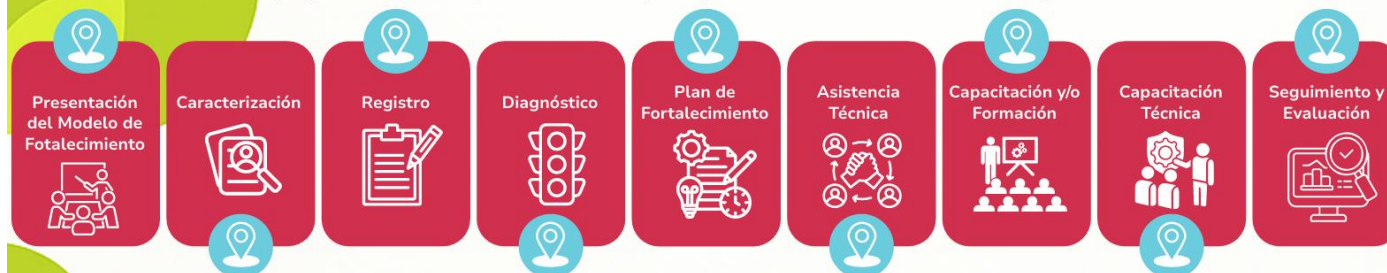 Presentación
del Modelo de
Fotalecimiento
Caracterización
Registro
Diagnóstico
Plan de
Fortalecimiento
Asistencia
Técnica
Capacitación y/o
Formación
Capacitación
Técnica
Seguimiento y
Evaluación